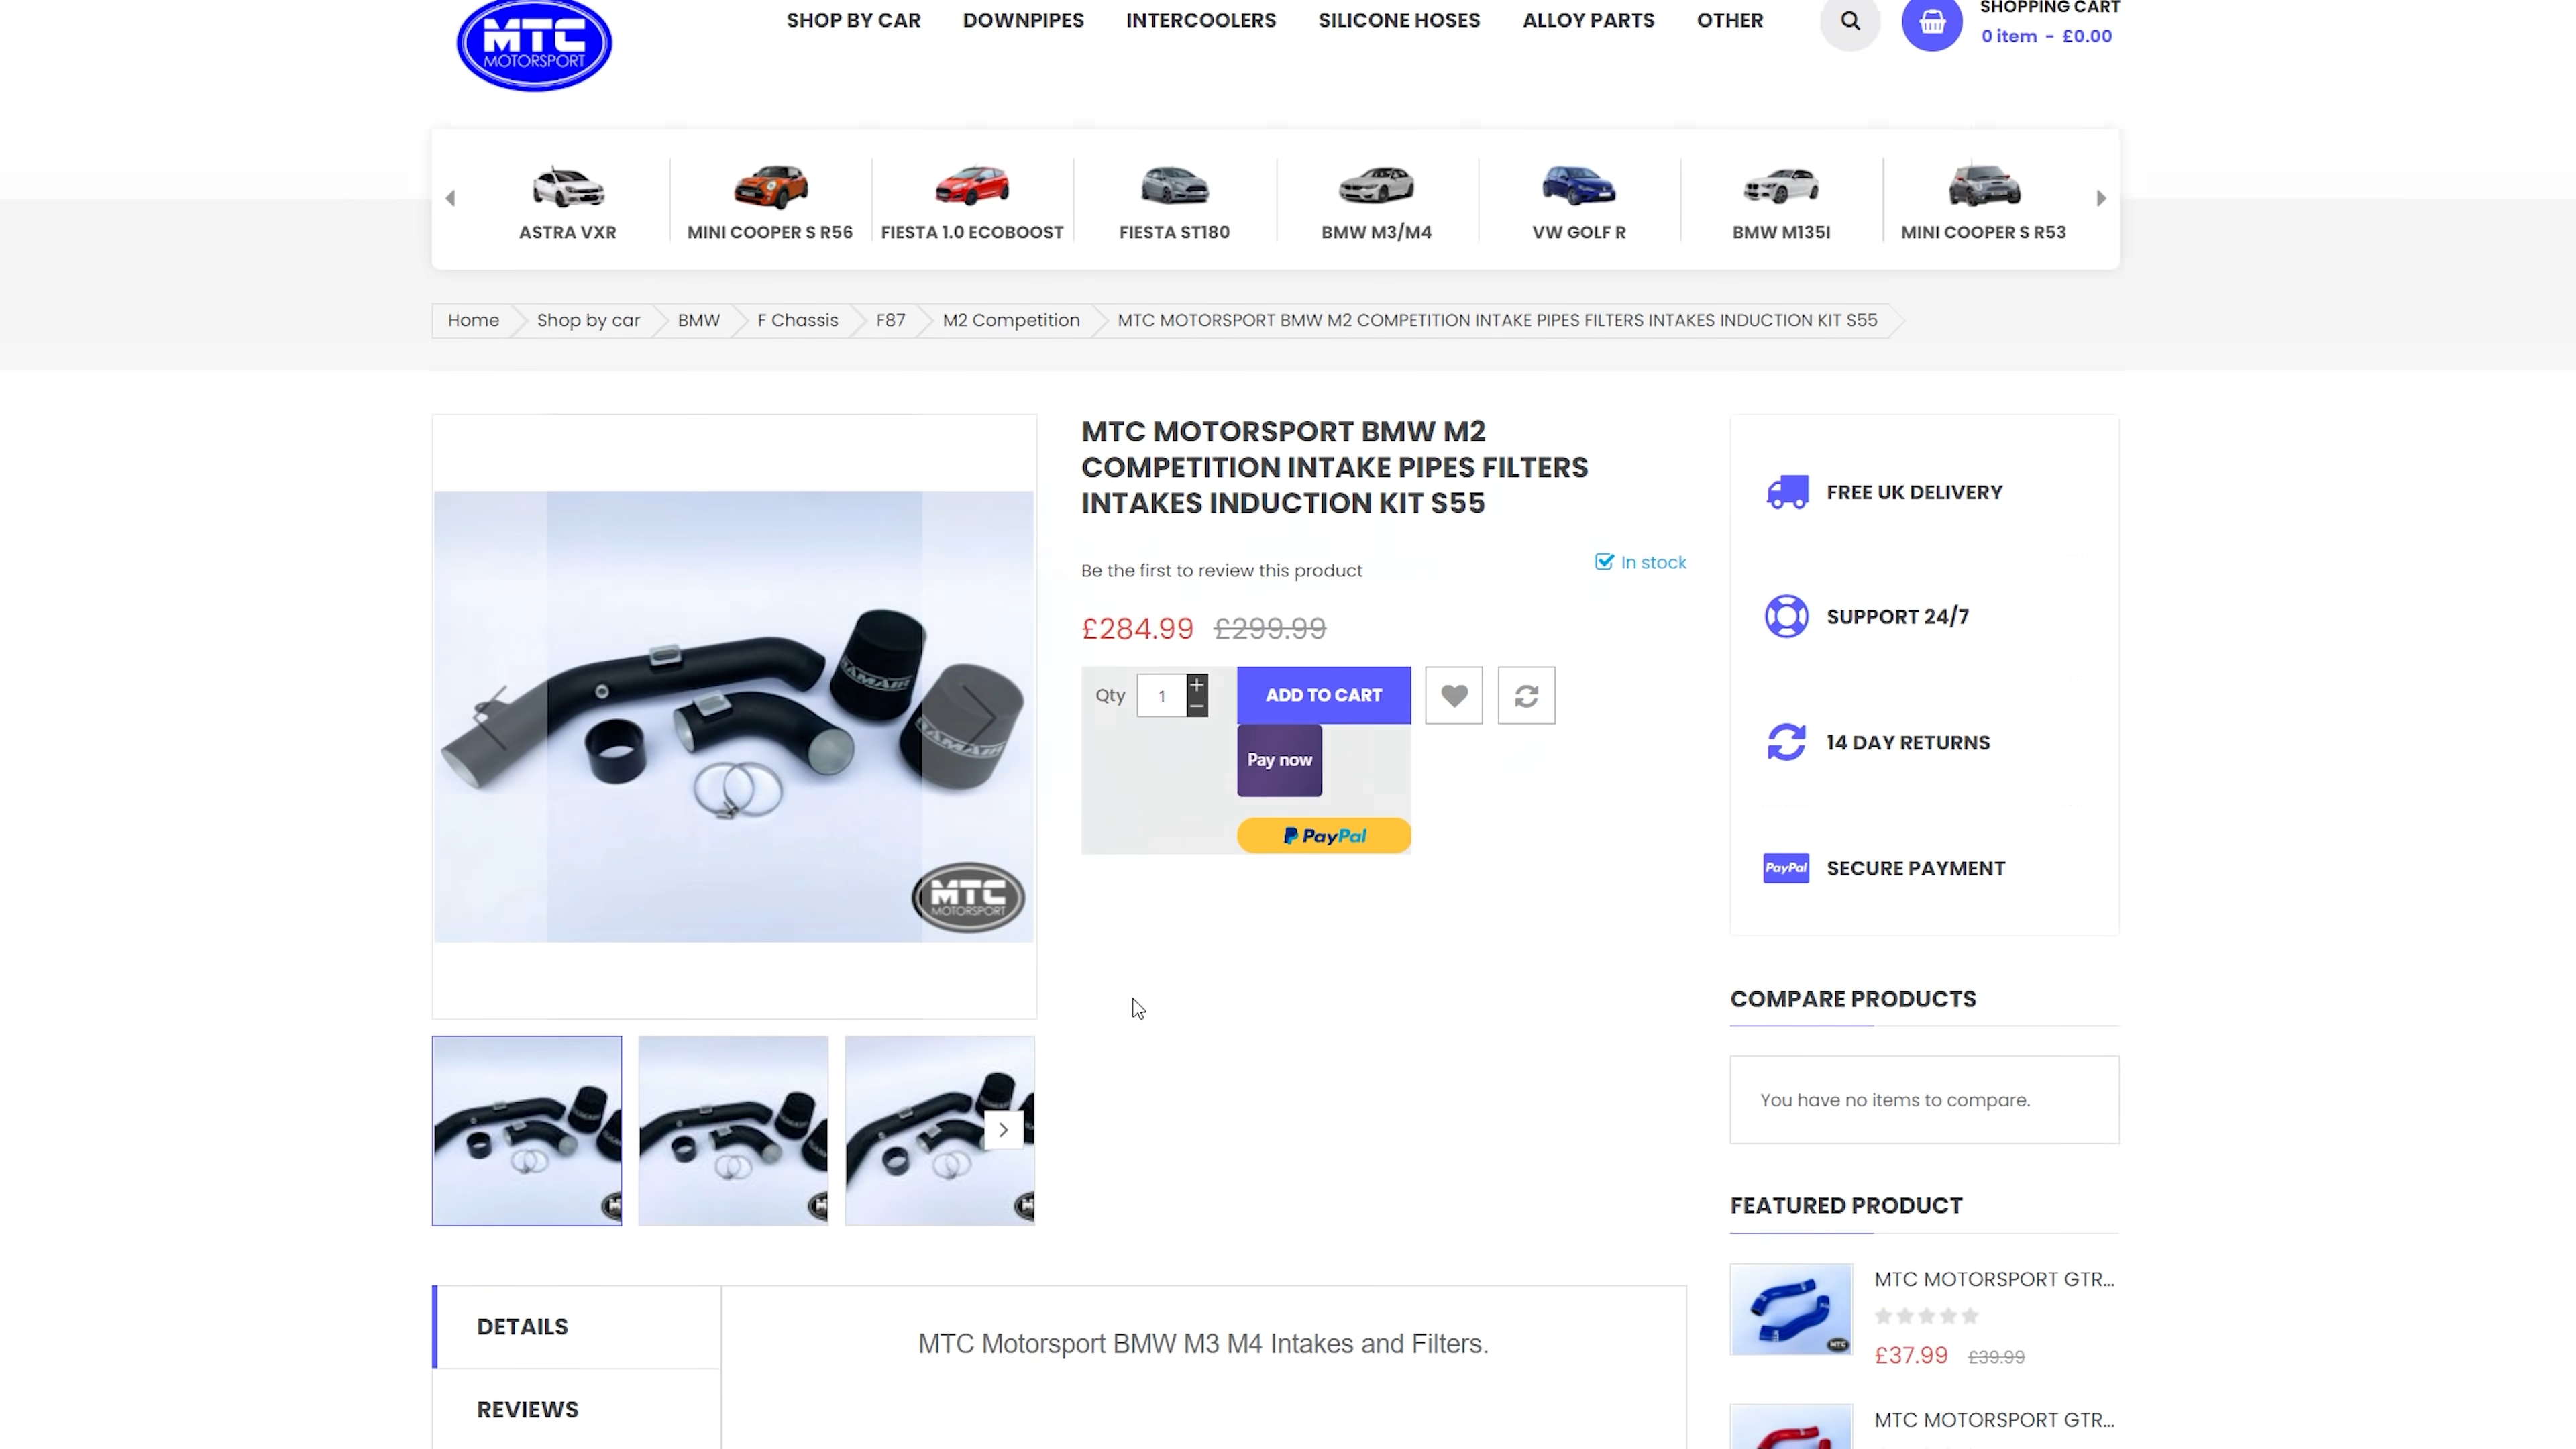 MTC
MOTORSPORT
SHOP BY CAR
DOWNPIPES
INTERCOOLERS
SILICONE HOSES
ALLOY PARTS
OTHER
SHOPPING CART
0 item - £0.00
ASTRA VXR
MINI COOPER S R56
FIESTA 1.0 ECOBOOST
FIESTA ST180
BMW M3/M4
VW GOLF R
BMW M135I
MINI COOPER S R53
Home
Shop by car
BMW
F Chassis
F87
M2 Competition
MTC MOTORSPORT BMW M2 COMPETITION INTAKE PIPES FILTERS INTAKES INDUCTION KIT S55
RAMAIR
RAMAIR
MTC
MOTORSPORT
MTC MOTORSPORT BMW M2
COMPETITION INTAKE PIPES FILTERS
INTAKES INDUCTION KIT S55
Be the first to review this product
In stock
£284.99 £299.99
Qty
1
+
−
ADD TO CART
Pay now
PayPal
FREE UK DELIVERY
SUPPORT 24/7
14 DAY RETURNS
PayPal
SECURE PAYMENT
COMPARE PRODUCTS
You have no items to compare.
FEATURED PRODUCT
MTC MOTORSPORT GTR...
£37.99 £39.99
MTC MOTORSPORT GTR...
DETAILS
REVIEWS
MTC Motorsport BMW M3 M4 Intakes and Filters.